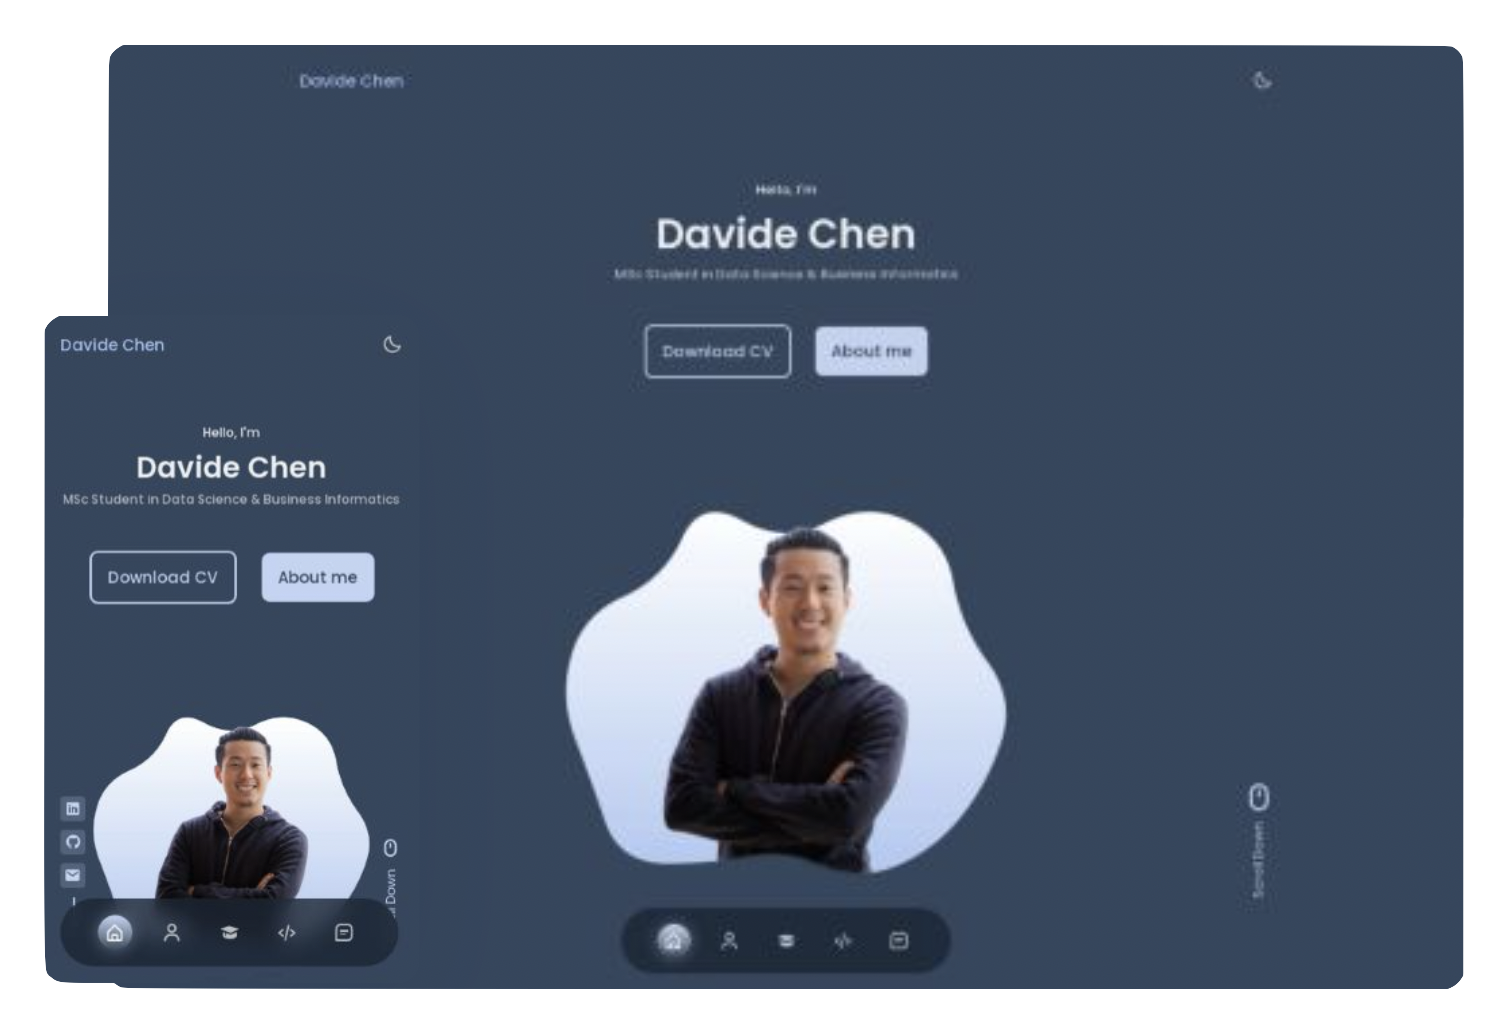 Davide Chen
Hello, I'm
Davide Chen
MSc Student in Data Science & Business Informatics
Download CV
About me
Scroll Down
Davide Chen
Hello, I'm
Davide Chen
MSc Student in Data Science & Business Informatics
Download CV
About me
in
Down